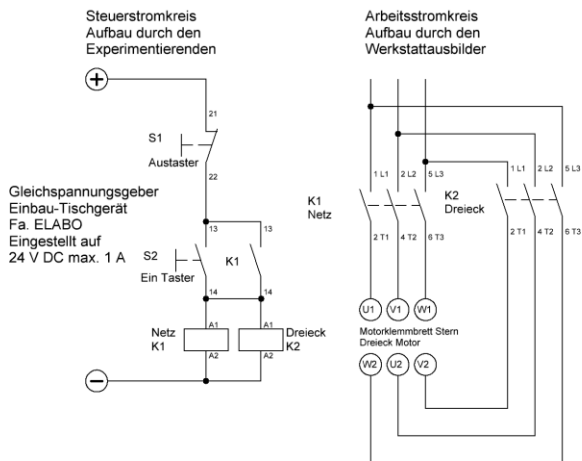 Steuerstromkreis
Aufbau durch den
Experimentierenden
Arbeitsstromkreis
Aufbau durch den
Werkstattausbilder
+
21
S1
Austaster
22
Gleichspannungsgeber
Einbau-Tischgerät
Fa. ELABO
Eingestellt auf
24 V DC max. 1 A
13
13
S2
K1
Ein Taster
14
14
Netz
K1
A1
A2
A1
A2
Dreieck
K2
−
1 L1
2 L2
5 L3
1 L1
2 L2
5 L3
K1
Netz
K2
Dreieck
2 T1
4 T2
6 T3
2 T1
4 T2
6 T3
U1
V1
W1
Motorklemmbrett Stern
Dreieck Motor
W2
U2
V2